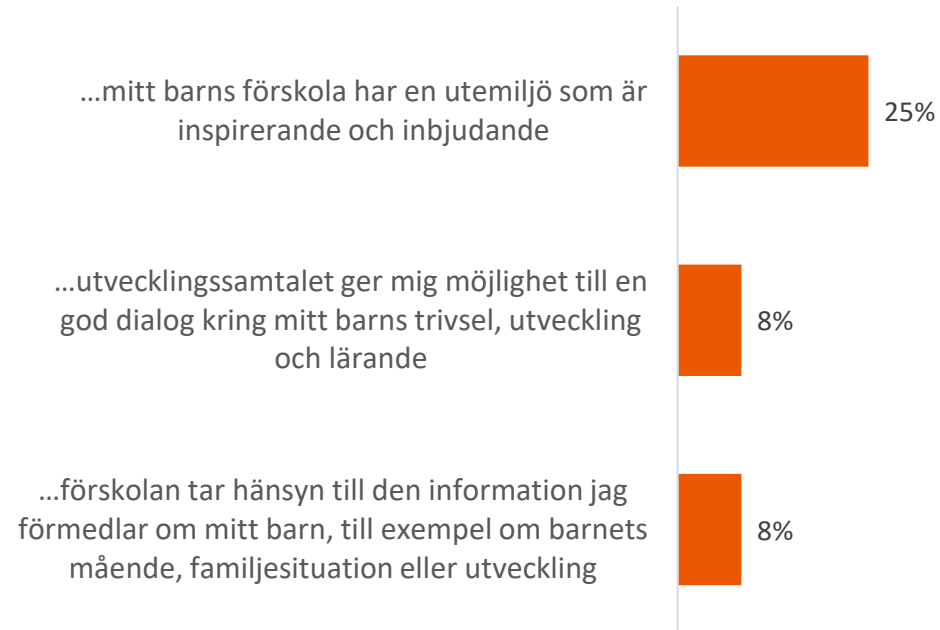 ...mitt barns förskola har en utemiljö som är
inspirerande och inbjudande
25%
...utvecklingssamtalet ger mig möjlighet till en
god dialog kring mitt barns trivsel, utveckling
och lärande
8%
...förskolan tar hänsyn till den information jag
förmedlar om mitt barn, till exempel om barnets
mående, familjesituation eller utveckling
8%